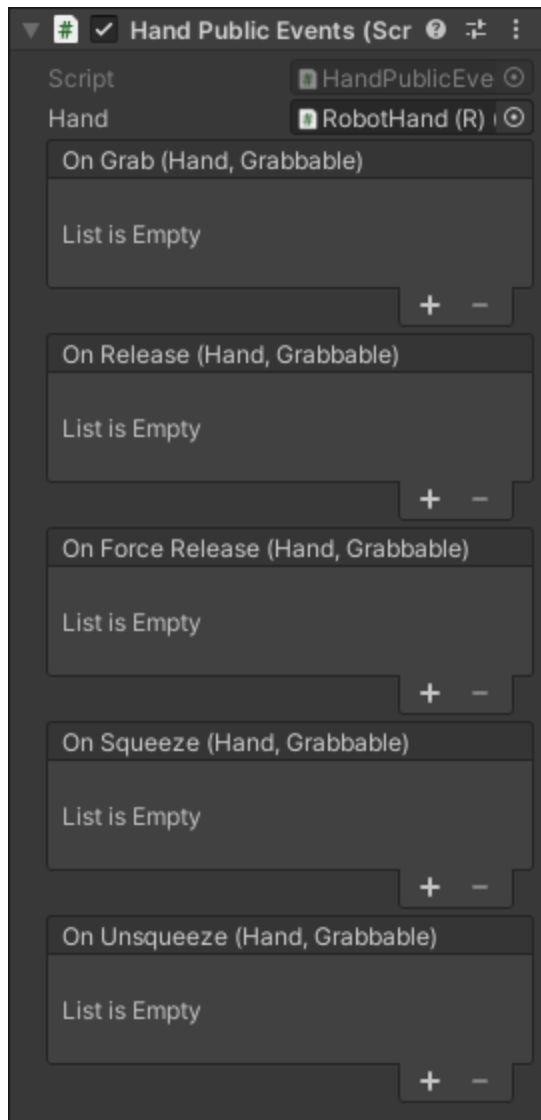 Hand Public Events (Scr
Script HandPublicEve
Hand RobotHand (R) (
On Grab (Hand, Grabbable)
List is Empty
+ −
On Release (Hand, Grabbable)
List is Empty
+ −
On Force Release (Hand, Grabbable)
List is Empty
+ −
On Squeeze (Hand, Grabbable)
List is Empty
+ −
On Unsqueeze (Hand, Grabbable)
List is Empty
+ −